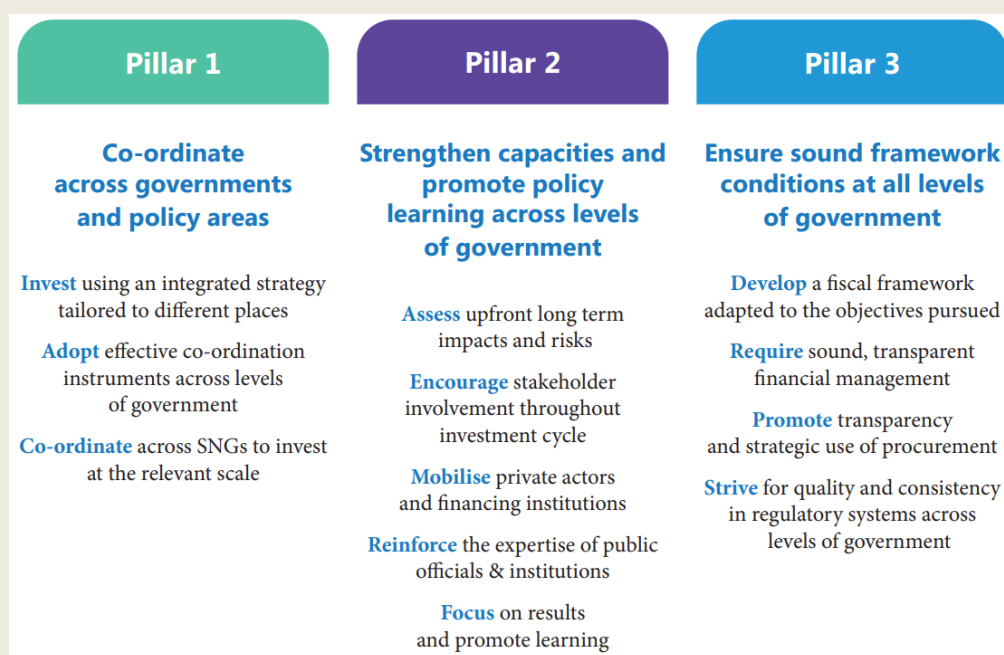 Pillar 1
Co-ordinate
across governments
and policy areas
Invest using an integrated strategy
tailored to different places
Adopt effective co-ordination
instruments across levels
of government
Co-ordinate across SNGs to invest
at the relevant scale
Pillar 2
Strengthen capacities and
promote policy
learning across levels
of government
Assess upfront long term
impacts and risks
Encourage stakeholder
involvement throughout
investment cycle
Mobilise private actors
and financing institutions
Reinforce the expertise of public
officials & institutions
Focus on results
and promote learning
Pillar 3
Ensure sound framework
conditions at all levels
of government
Develop a fiscal framework
adapted to the objectives pursued
Require sound, transparent
financial management
Promote transparency
and strategic use of procurement
Strive for quality and consistency
in regulatory systems across
levels of government